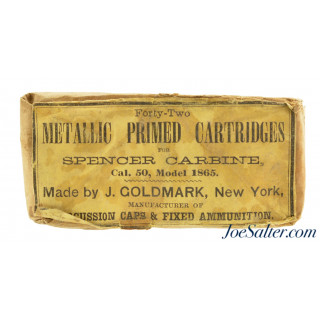 Forty-Two
METALLIC PRIMED CARTRIDGES
FOR
SPENCER CARBINE,
Cal. 50, Model 1865.
Made by J. GOLDMARK, New York,
MANUFACTURER OF
CUSSION CAPS & FIXED AMMUNITION.
JoeSalter.com